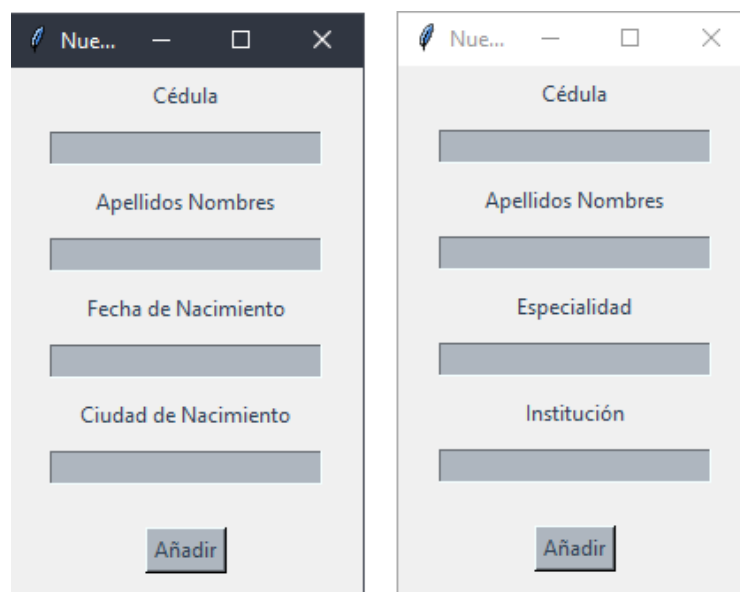 Nue...
Cédula
Apellidos Nombres
Fecha de Nacimiento
Ciudad de Nacimiento
Añadir
Nue...
Cédula
Apellidos Nombres
Especialidad
Institución
Añadir